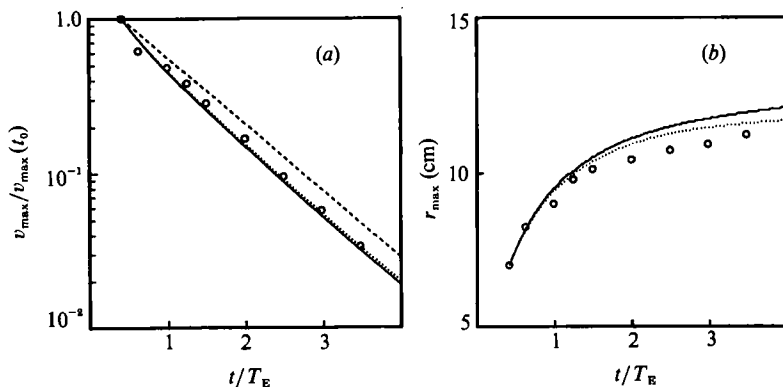 1.0
10⁻¹
10⁻²
v_max/v_max (t₀)
(a)
1
2
3
t/T_E
15
10
5
r_max (cm)
(b)
1
2
3
t/T_E